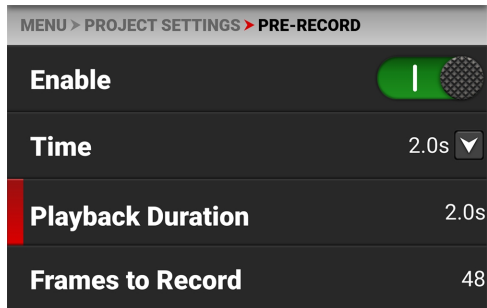 MENU > PROJECT SETTINGS > PRE-RECORD
Enable
Time 2.0s
Playback Duration 2.0s
Frames to Record 48